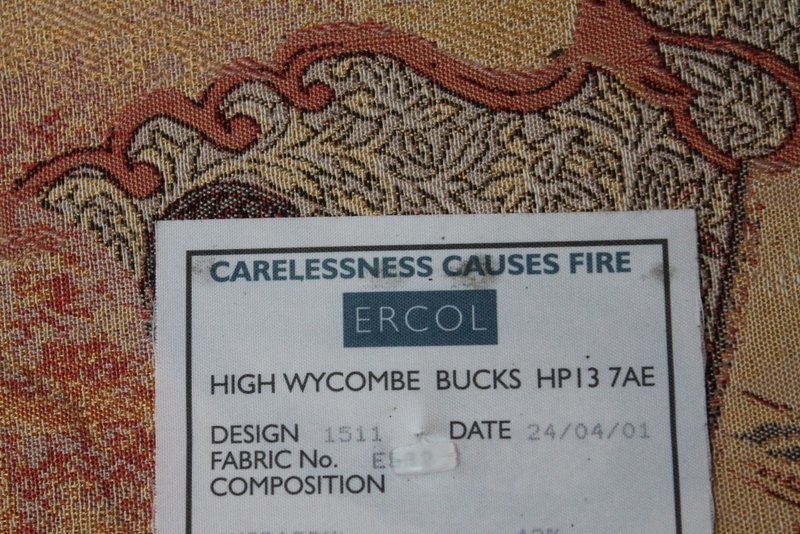 CARELESSNESS CAUSES FIRE
ERCOL
HIGH WYCOMBE BUCKS HP13 7AE
DESIGN 1511 DATE 24/04/01
FABRIC No.
COMPOSITION